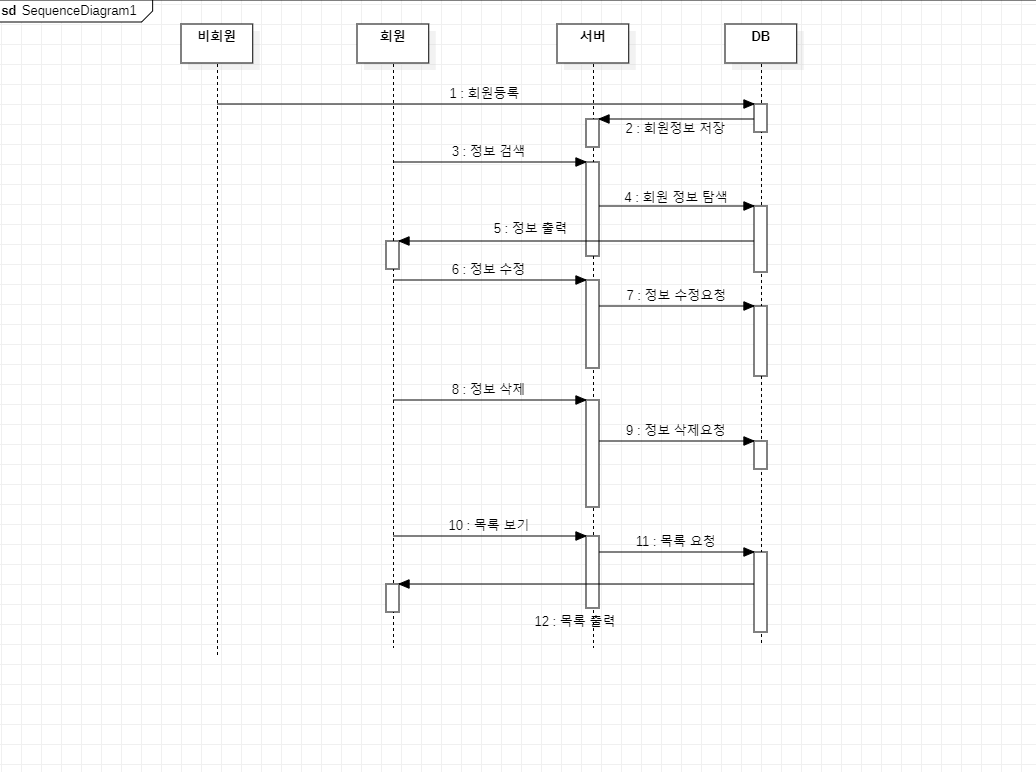 sd SequenceDiagram1
비회원 회원 서버 DB
1 : 회원등록
2 : 회원정보 저장
3 : 정보 검색
4 : 회원 정보 탐색
5 : 정보 출력
6 : 정보 수정
7 : 정보 수정요청
8 : 정보 삭제
9 : 정보 삭제요청
10 : 목록 보기
11 : 목록 요청
12 : 목록 출력